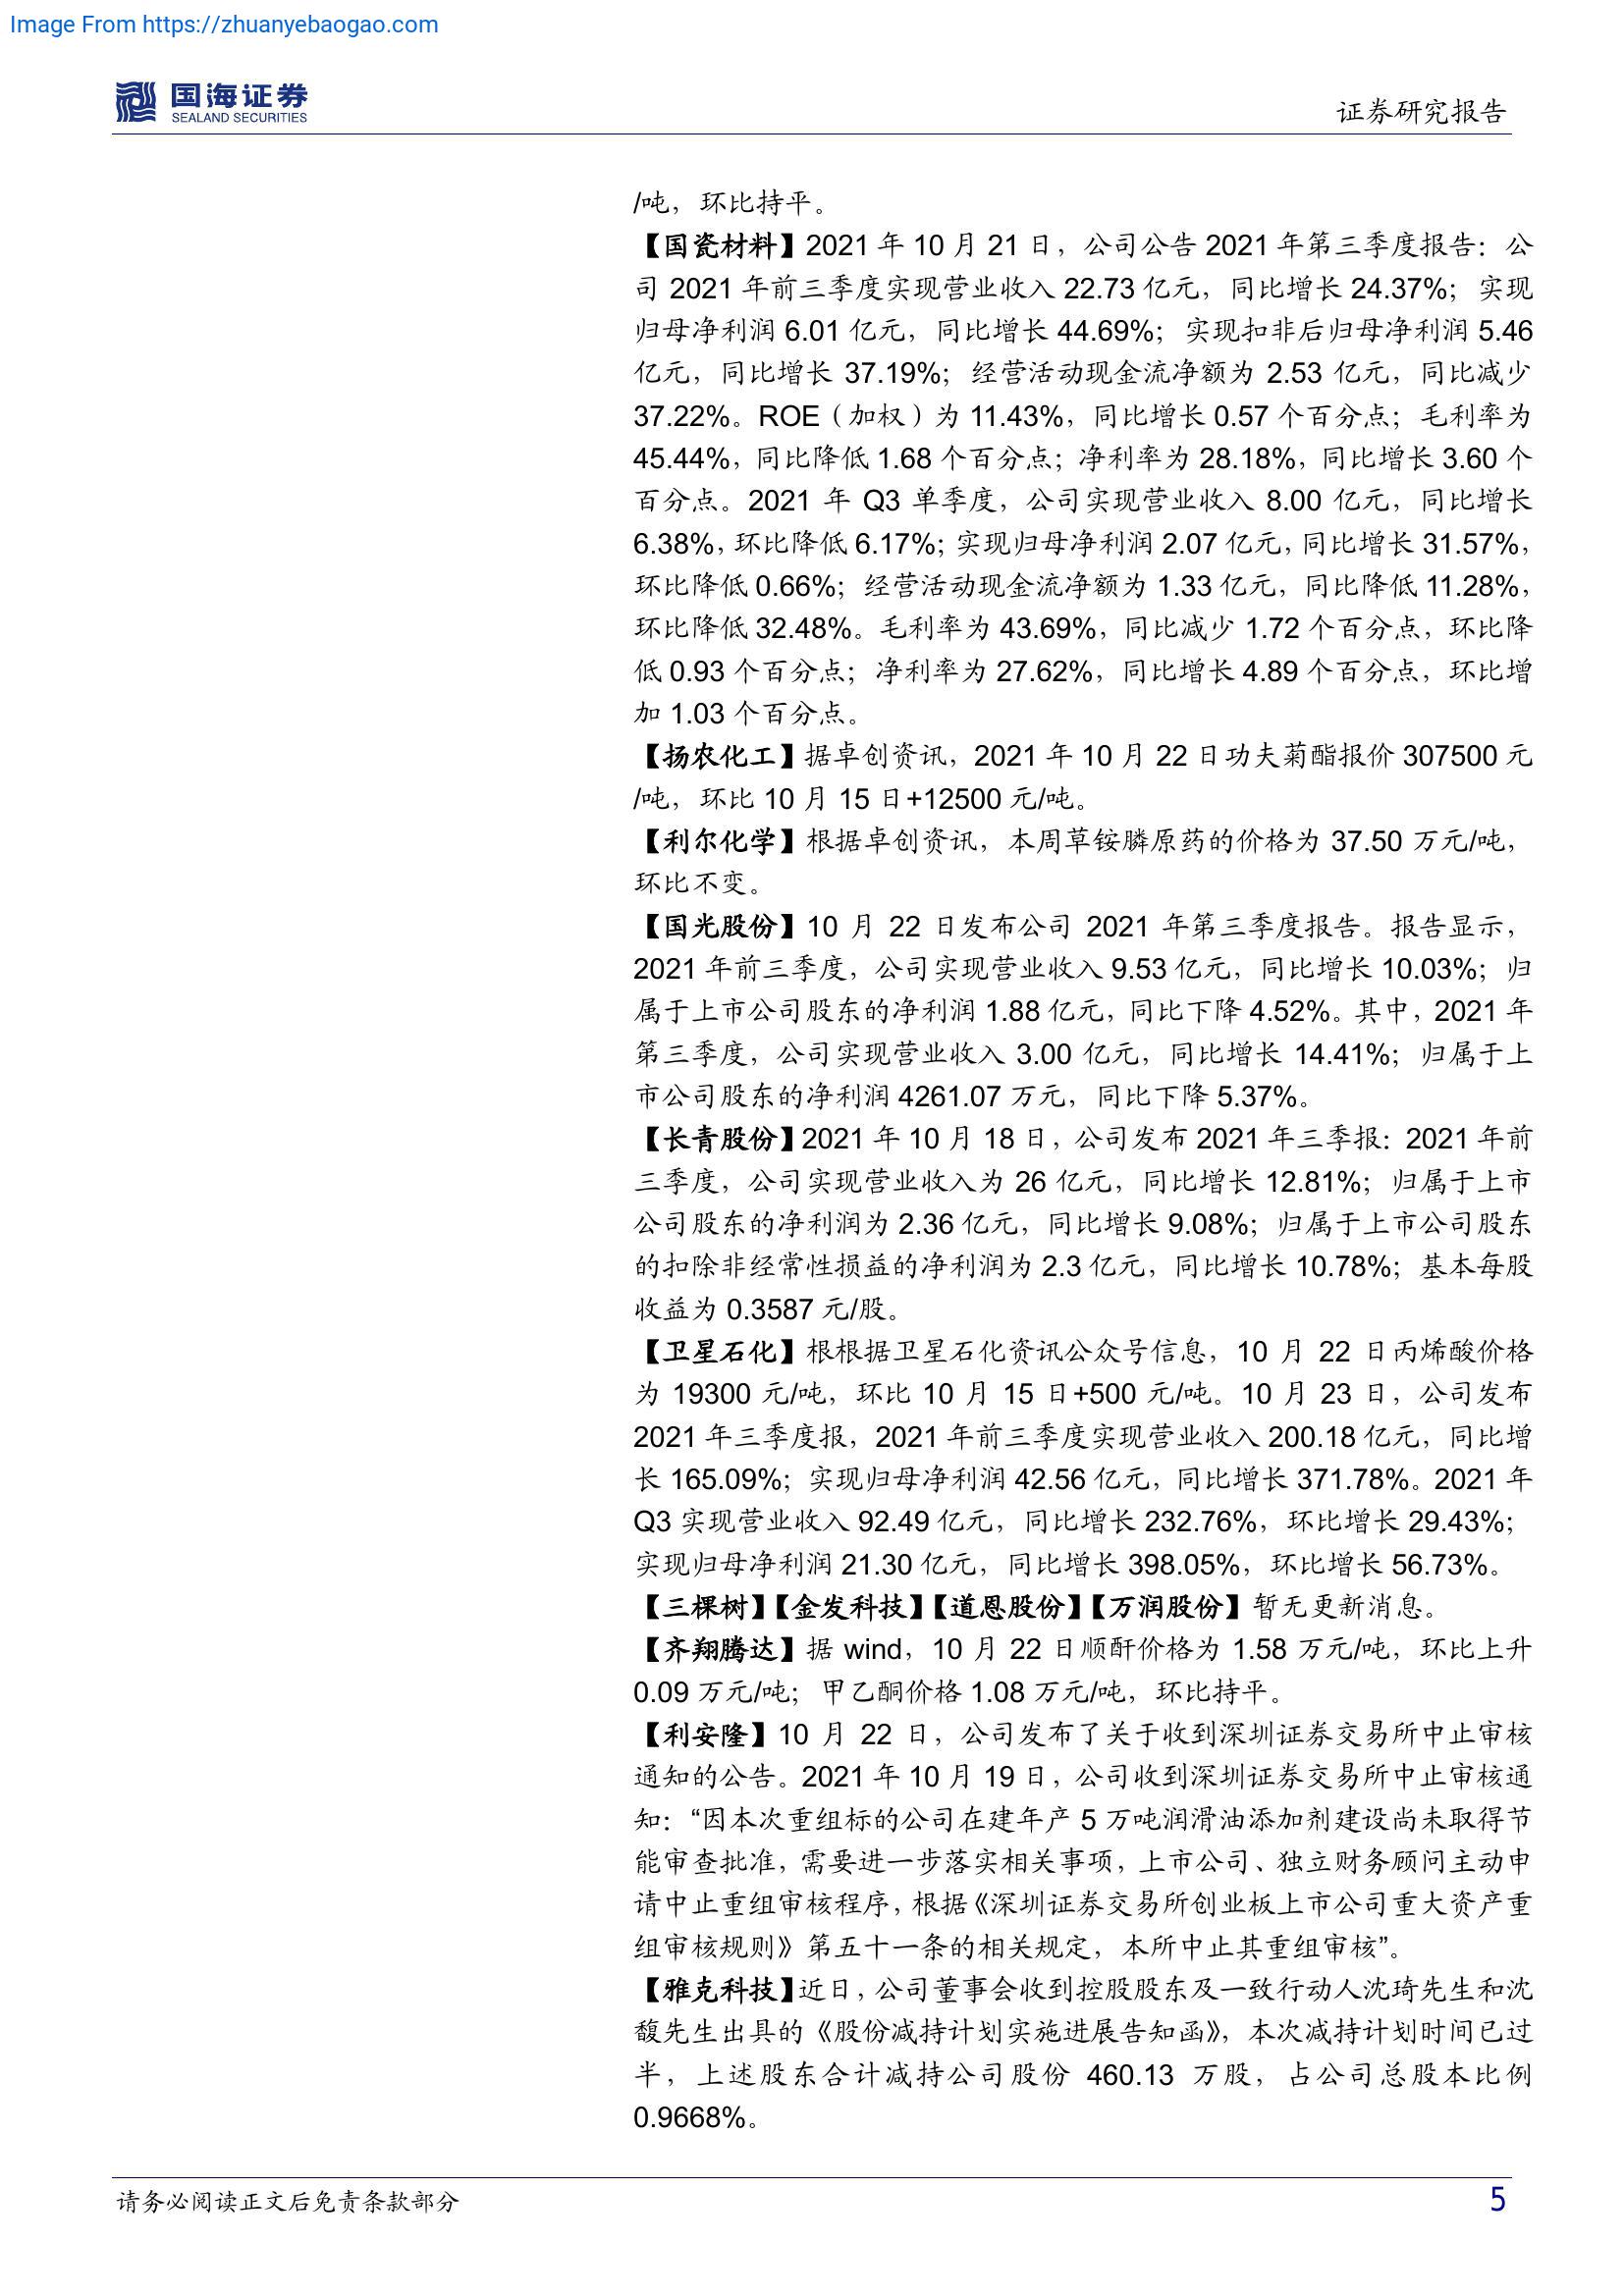 Image From https://zhuanyebaogao.com
国海证券
SEALAND SECURITIES
证券研究报告
/吨，环比持平。
【国瓷材料】2021 年 10 月 21 日，公司公告 2021 年第三季度报告：公
司 2021 年前三季度实现营业收入 22.73 亿元，同比增长 24.37%；实现
归母净利润 6.01 亿元，同比增长 44.69%；实现扣非后归母净利润 5.46
亿元，同比增长 37.19%；经营活动现金流净额为 2.53 亿元，同比减少
37.22%。ROE（加权）为 11.43%，同比增长 0.57 个百分点；毛利率为
45.44%，同比降低 1.68 个百分点；净利率为 28.18%，同比增长 3.60 个
百分点。2021 年 Q3 单季度，公司实现营业收入 8.00 亿元，同比增长
6.38%，环比降低 6.17%；实现归母净利润 2.07 亿元，同比增长 31.57%，
环比降低 0.66%；经营活动现金流净额为 1.33 亿元，同比降低 11.28%，
环比降低 32.48%。毛利率为 43.69%，同比减少 1.72 个百分点，环比降
低 0.93 个百分点；净利率为 27.62%，同比增长 4.89 个百分点，环比增
加 1.03 个百分点。
【扬农化工】据卓创资讯，2021 年 10 月 22 日功夫菊酯报价 307500 元
/吨，环比 10 月 15 日+12500 元/吨。
【利尔化学】根据卓创资讯，本周草铵膦原药的价格为 37.50 万元/吨，
环比不变。
【国光股份】10 月 22 日发布公司 2021 年第三季度报告。报告显示，
2021 年前三季度，公司实现营业收入 9.53 亿元，同比增长 10.03%；归
属于上市公司股东的净利润 1.88 亿元，同比下降 4.52%。其中，2021 年
第三季度，公司实现营业收入 3.00 亿元，同比增长 14.41%；归属于上
市公司股东的净利润 4261.07 万元，同比下降 5.37%。
【长青股份】2021 年 10 月 18 日，公司发布 2021 年三季报：2021 年前
三季度，公司实现营业收入为 26 亿元，同比增长 12.81%；归属于上市
公司股东的净利润为 2.36 亿元，同比增长 9.08%；归属于上市公司股东
的扣除非经常性损益的净利润为 2.3 亿元，同比增长 10.78%；基本每股
收益为 0.3587 元/股。
【卫星石化】根根据卫星石化资讯公众号信息，10 月 22 日丙烯酸价格
为 19300 元/吨，环比 10 月 15 日+500 元/吨。10 月 23 日，公司发布
2021 年三季度报，2021 年前三季度实现营业收入 200.18 亿元，同比增
长 165.09%；实现归母净利润 42.56 亿元，同比增长 371.78%。2021 年
Q3 实现营业收入 92.49 亿元，同比增长 232.76%，环比增长 29.43%；
实现归母净利润 21.30 亿元，同比增长 398.05%，环比增长 56.73%。
【三棵树】【金发科技】【道恩股份】【万润股份】暂无更新消息。
【齐翔腾达】据 wind，10 月 22 日顺酐价格为 1.58 万元/吨，环比上升
0.09 万元/吨；甲乙酮价格 1.08 万元/吨，环比持平。
【利安隆】10 月 22 日，公司发布了关于收到深圳证券交易所中止审核
通知的公告。2021 年 10 月 19 日，公司收到深圳证券交易所中止审核通
知：“因本次重组标的公司在建年产 5 万吨润滑油添加剂建设尚未取得节
能审查批准，需要进一步落实相关事项，上市公司、独立财务顾问主动申
请中止重组审核程序，根据《深圳证券交易所创业板上市公司重大资产重
组审核规则》第五十一条的相关规定，本所中止其重组审核”。
【雅克科技】近日，公司董事会收到控股股东及一致行动人沈琦先生和沈
馥先生出具的《股份减持计划实施进展告知函》，本次减持计划时间已过
半，上述股东合计减持公司股份 460.13 万股，占公司总股本比例
0.9668%。
请务必阅读正文后免责条款部分
5